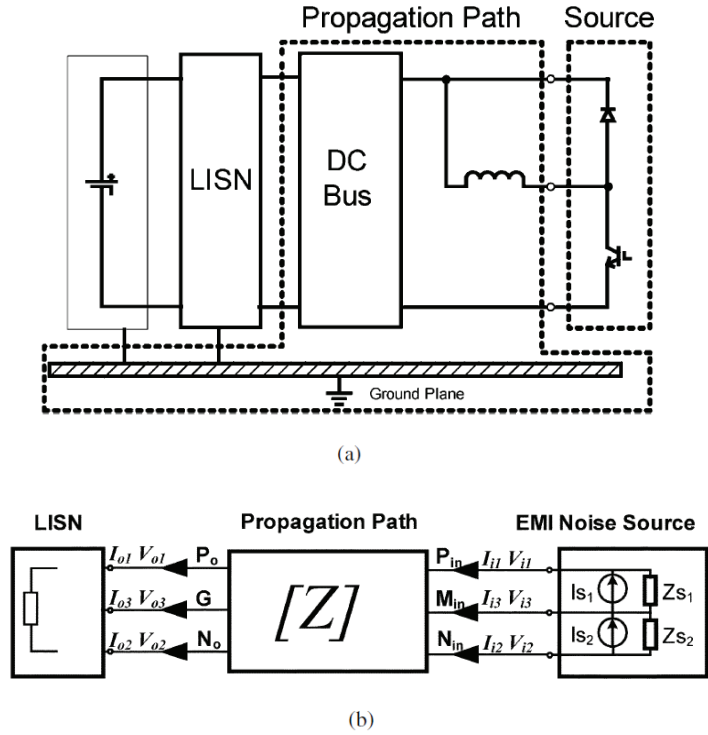 Propagation Path Source
LISN
DC
Bus
Ground Plane
(a)
LISN Propagation Path EMI Noise Source
Io1 Vo1 Po Pin Ii1 Vi1
Is1 Zs1
Io3 Vo3 G [Z] Min Ii3 Vi3
Is2 Zs2
Io2 Vo2 No Nin Ii2 Vi2
(b)